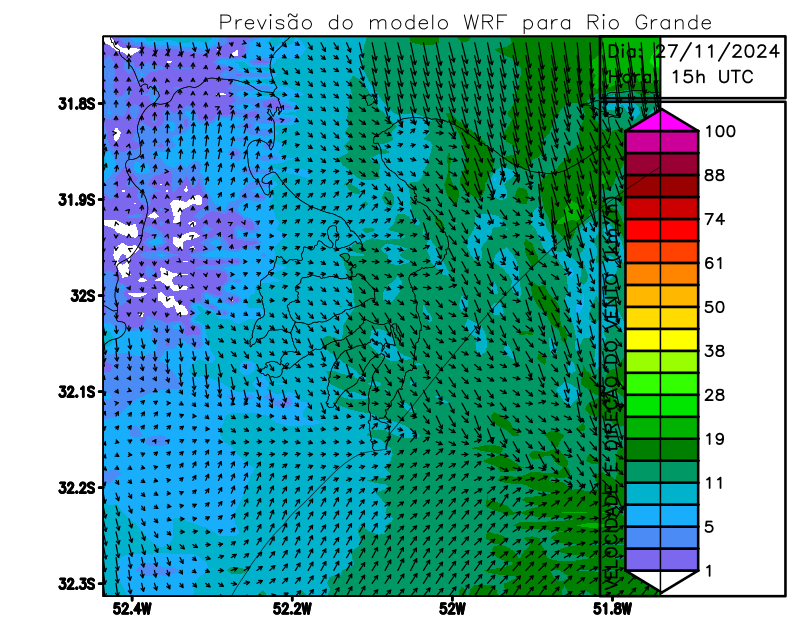 Previsão do modelo WRF para Rio Grande
Dia: 27/11/2024
Hora: 15h UTC
31.8S
31.9S
32S
32.1S
32.2S
32.3S
52.4W
52.2W
52W
51.8W
VELOCIDADE E DIREÇÃO DO VENTO (km/h)
100
88
74
61
50
38
28
19
11
5
1